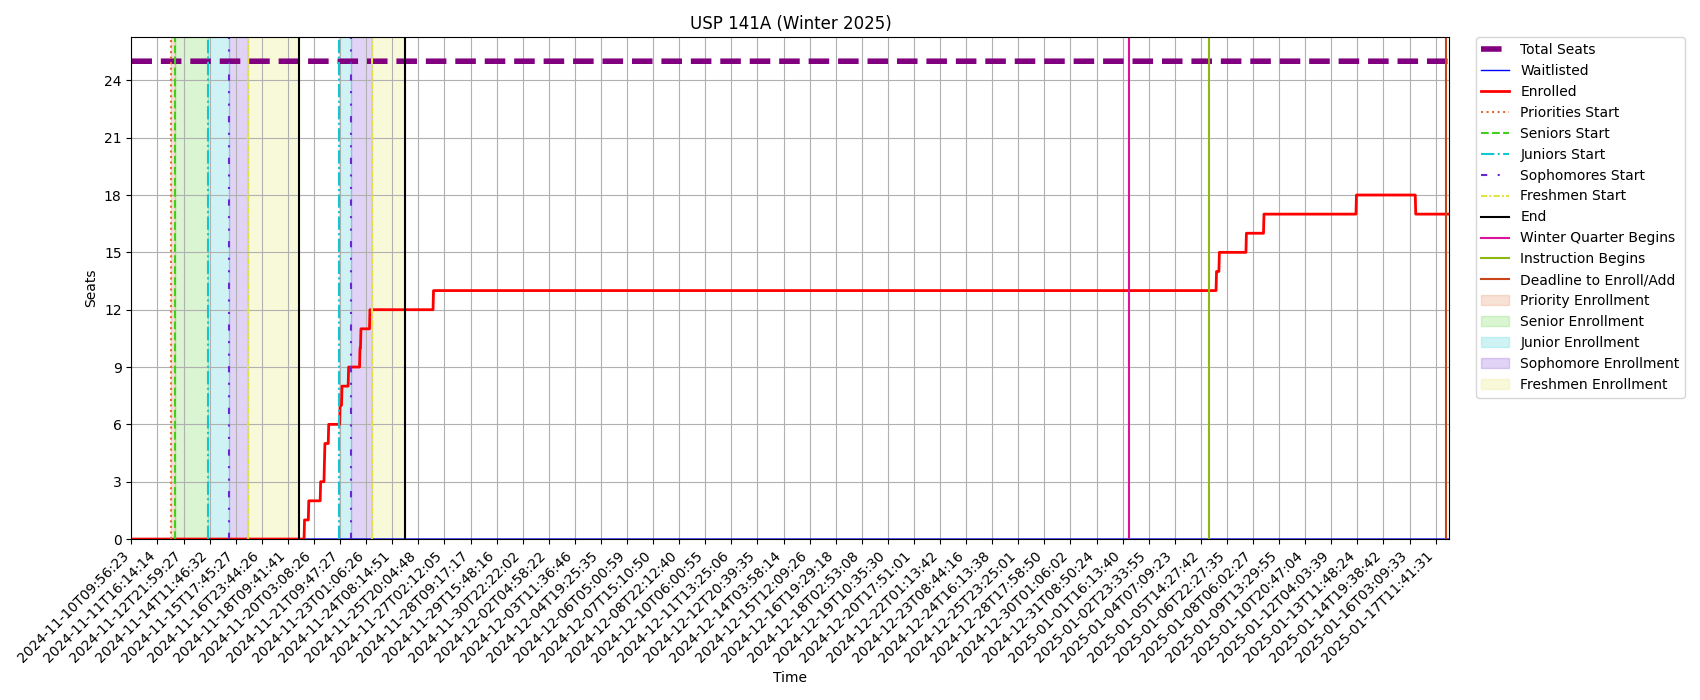 USP 141A (Winter 2025)
Seats
24
21
18
15
12
9
6
3
0
2024-11-10T09:56:23
2024-11-11T16:14:14
2024-11-12T21:59:27
2024-11-14T11:46:32
2024-11-15T17:45:27
2024-11-16T23:44:26
2024-11-18T09:41:41
2024-11-20T03:08:26
2024-11-21T09:47:27
2024-11-23T01:06:26
2024-11-24T08:14:51
2024-11-25T20:04:48
2024-11-27T02:12:05
2024-11-29T09:17:17
2024-11-29T15:48:16
2024-11-30T22:22:02
2024-12-02T04:58:22
2024-12-03T11:36:46
2024-12-04T19:25:35
2024-12-06T05:00:59
2024-12-07T15:10:50
2024-12-08T22:12:40
2024-12-10T06:00:55
2024-12-11T13:25:06
2024-12-12T20:39:35
2024-12-14T03:58:14
2024-12-15T12:09:26
2024-12-16T19:29:18
2024-12-18T02:53:08
2024-12-19T10:35:30
2024-12-20T17:51:01
2024-12-22T01:13:42
2024-12-23T08:44:16
2024-12-24T16:13:38
2024-12-25T23:25:01
2024-12-28T17:58:50
2024-12-30T01:06:02
2024-12-31T08:50:24
2025-01-01T16:13:40
2025-01-02T23:33:55
2025-01-04T07:09:23
2025-01-05T14:27:42
2025-01-06T22:27:35
2025-01-08T06:02:27
2025-01-09T13:29:55
2025-01-10T20:47:04
2025-01-12T04:03:39
2025-01-13T11:48:24
2025-01-14T19:38:42
2025-01-16T03:09:33
2025-01-17T11:41:31
Time
Total Seats
Waitlisted
Enrolled
Priorities Start
Seniors Start
Juniors Start
Sophomores Start
Freshmen Start
End
Winter Quarter Begins
Instruction Begins
Deadline to Enroll/Add
Priority Enrollment
Senior Enrollment
Junior Enrollment
Sophomore Enrollment
Freshmen Enrollment